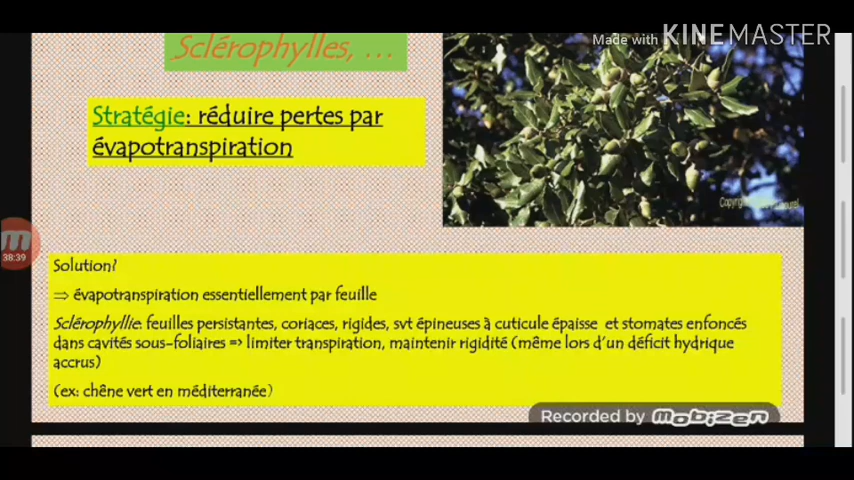 Made with KINEMASTER
Sclérophylles, ...
Stratégie: réduire pertes par
évapotranspiration
38:39
Solution?
⇒ évapotranspiration essentiellement par feuille
Sclérophyllie: feuilles persistantes, coriaces, rigides, svt épineuses à cuticule épaisse et stomates enfoncés
dans cavités sous-foliaires => limiter transpiration, maintenir rigidité (même lors d'un déficit hydrique
accrus)
(ex: chêne vert en méditerranée)
Recorded by mobizen